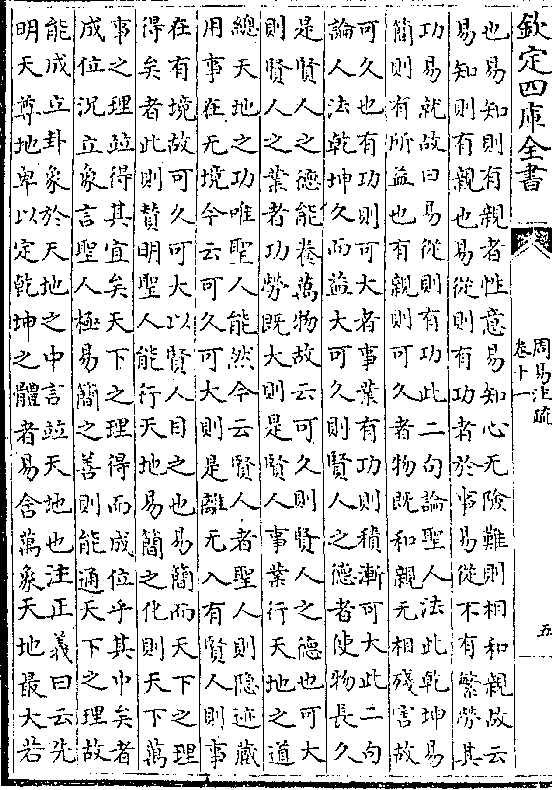 欽定四庫全書
周易注疏
卷十一
五
也易知則有親者性意易知心无險難則相和親故云
易知則有親也易從則有功者於事易從不有繁勞其
功易就故曰易從則有功此二句論聖人法此乾坤易
簡則有所益也有親則可久者物既和親无相殘害故
可久也有功則可大者事業有功則積漸可大此二句
論人法乾坤久而益大可久則賢人之德者使物長久
是賢人之德能養萬物故云可久則賢人之德也可大
則賢人之業者功勞既大則是賢人事業行天地之道
總天地之功唯聖人能然今云賢人者聖人則隱迹藏
用事在无境今云可久可大則是離无入有賢人則事
在有境故可久可大以賢人目之也易簡而天下之理
得矣者此則贊明聖人能行天地易簡之化則天下萬
事之理竝得其宜矣天下之理得而成位乎其中矣者
成位況立象言聖人極易簡之善則能通天下之理故
能成立卦象於天地之中言竝天地也注正義曰云先
明天尊地卑以定乾坤之體者易含萬象天地最大若